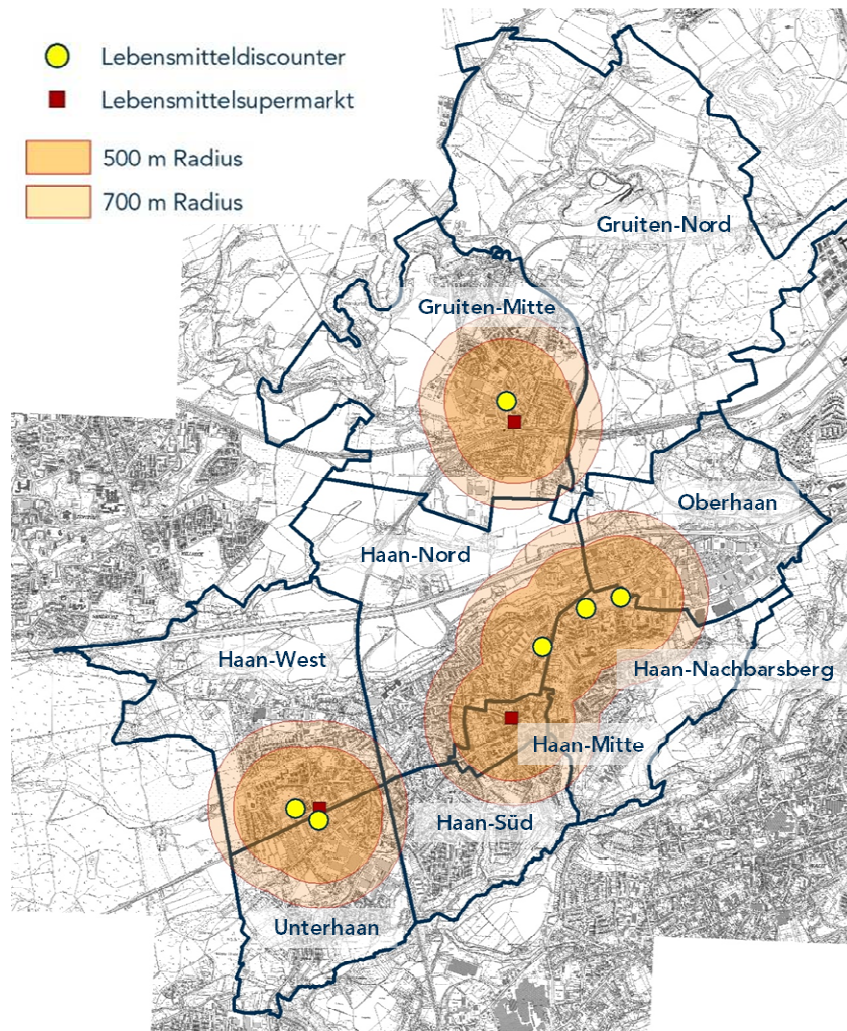 Lebensmitteldiscounter
Lebensmittelsupermarkt
500 m Radius
700 m Radius
Gruiten-Nord
Gruiten-Mitte
Oberhaan
Haan-Nord
Haan-West
Haan-Nachbarsberg
Haan-Mitte
Haan-Süd
Unterhaan